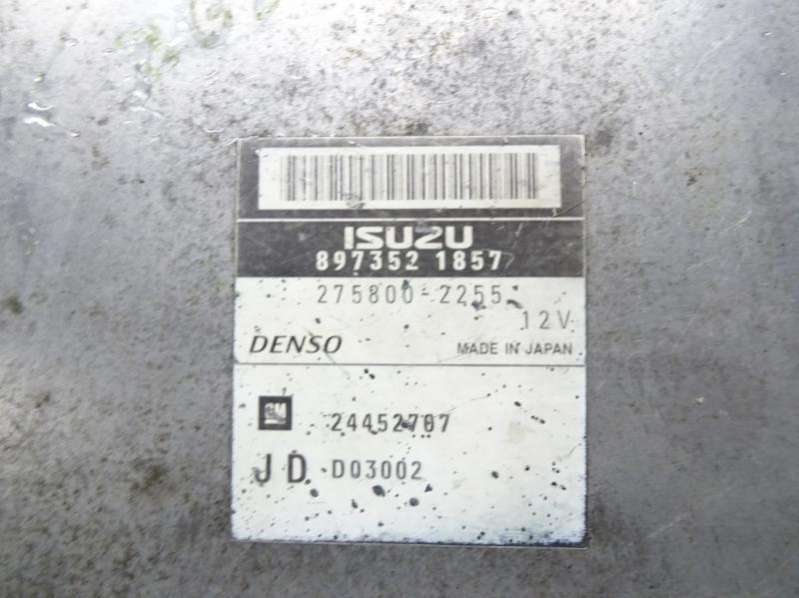 ISUZU
897352 1857
275800-2255
12V
DENSO MADE IN JAPAN
GM 24452707
JD D03002